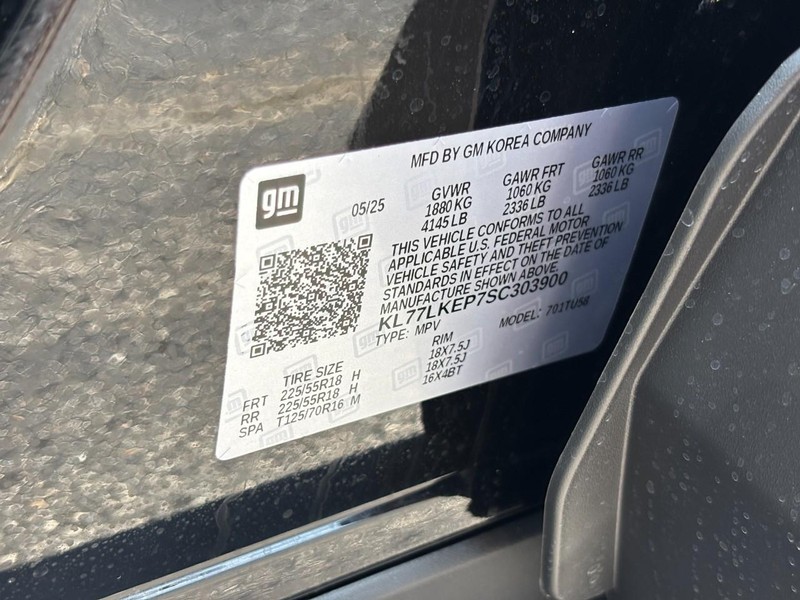 MFD BY GM KOREA COMPANY
gm
05/25
GVWR GAWR FRT GAWR RR
1880 KG 1060 KG 1060 KG
4145 LB 2336 LB 2336 LB
THIS VEHICLE CONFORMS TO ALL
APPLICABLE U.S. FEDERAL MOTOR
VEHICLE SAFETY AND THEFT PREVENTION
STANDARDS IN EFFECT ON THE DATE OF
MANUFACTURE SHOWN ABOVE.
KL77LKEP7SC303900
TYPE: MPV MODEL: 701TU58
TIRE SIZE RIM
FRT 225/55R18 H 18X7.5J
RR 225/55R18 H 18X7.5J
SPA T125/70R16 M 16X4BT